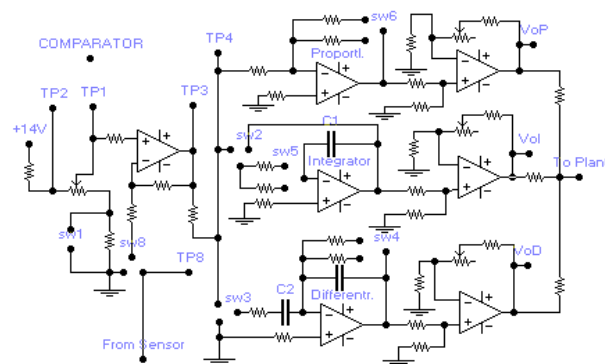 sw6
VoP
TP4
COMPARATOR
Proportl.
TP2
TP1
TP3
+14V
C1
sw2
sw5
Integrator
VoI
To Plan
sw1
sw8
sw4
VoD
TP8
C2
Differentr.
sw3
From Sensor